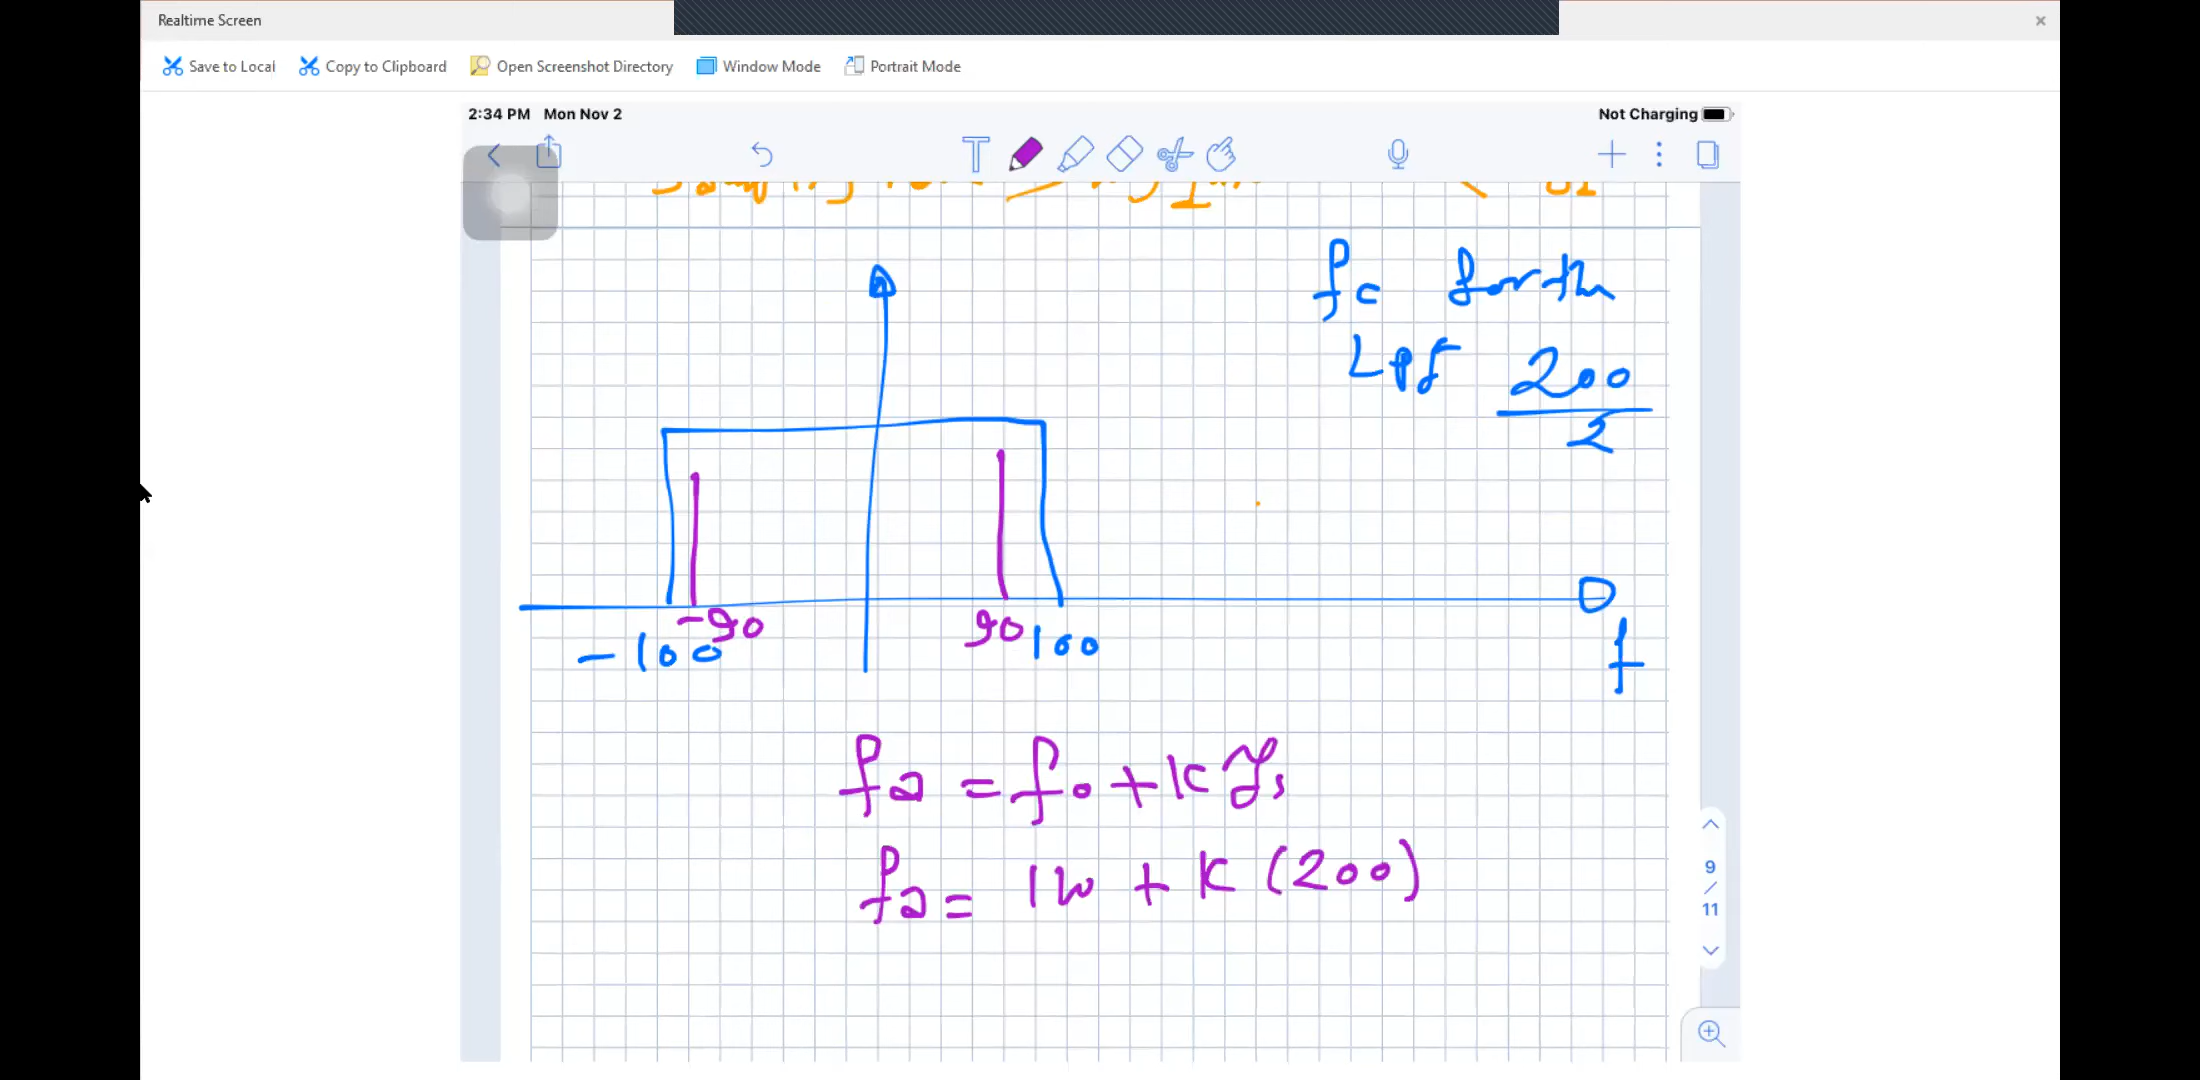 Realtime Screen
Save to Local Copy to Clipboard Open Screenshot Directory Window Mode Portrait Mode
2:34 PM Mon Nov 2 Not Charging
fc for th
Lpf 200/2
-90 90
-100 100
f
fa = fo + k fs
fa = + k (200)
9
/
11